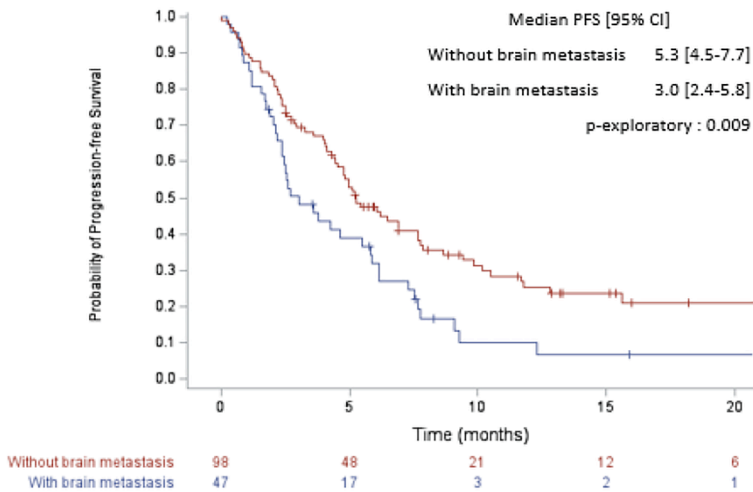 Median PFS [95% CI]
Without brain metastasis 5.3 [4.5-7.7]
With brain metastasis 3.0 [2.4-5.8]
p-exploratory : 0.009
Probability of Progression-free Survival
1.0
0.9
0.8
0.7
0.6
0.5
0.4
0.3
0.2
0.1
0.0
0 5 10 15 20
Time (months)
Without brain metastasis 98 48 21 12 6
With brain metastasis 47 17 3 2 1